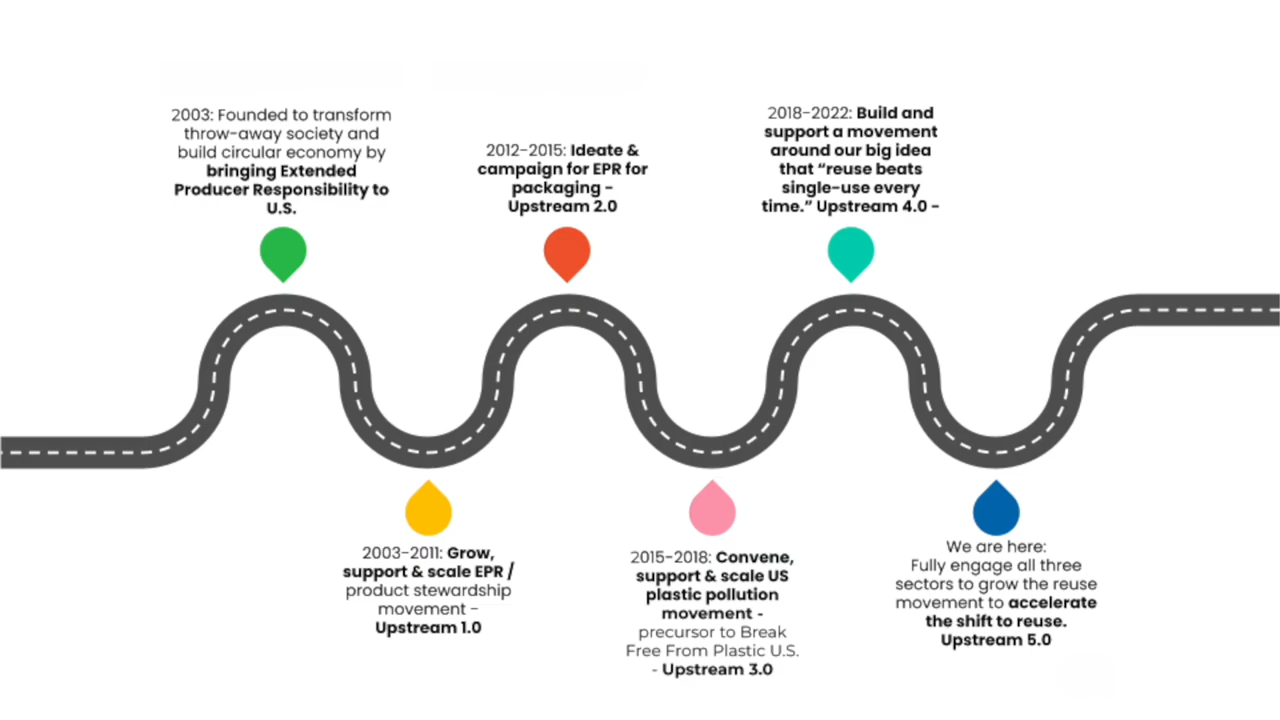 2003: Founded to transform
throw-away society and
build circular economy by
bringing Extended
Producer Responsibility to
U.S.
2003-2011: Grow,
support & scale EPR /
product stewardship
movement -
Upstream 1.0
2012-2015: Ideate &
campaign for EPR for
packaging -
Upstream 2.0
2015-2018: Convene,
support & scale US
plastic pollution
movement -
precursor to Break
Free From Plastic U.S.
- Upstream 3.0
2018-2022: Build and
support a movement
around our big idea
that “reuse beats
single-use every
time.” Upstream 4.0 -
We are here:
Fully engage all three
sectors to grow the reuse
movement to accelerate
the shift to reuse.
Upstream 5.0